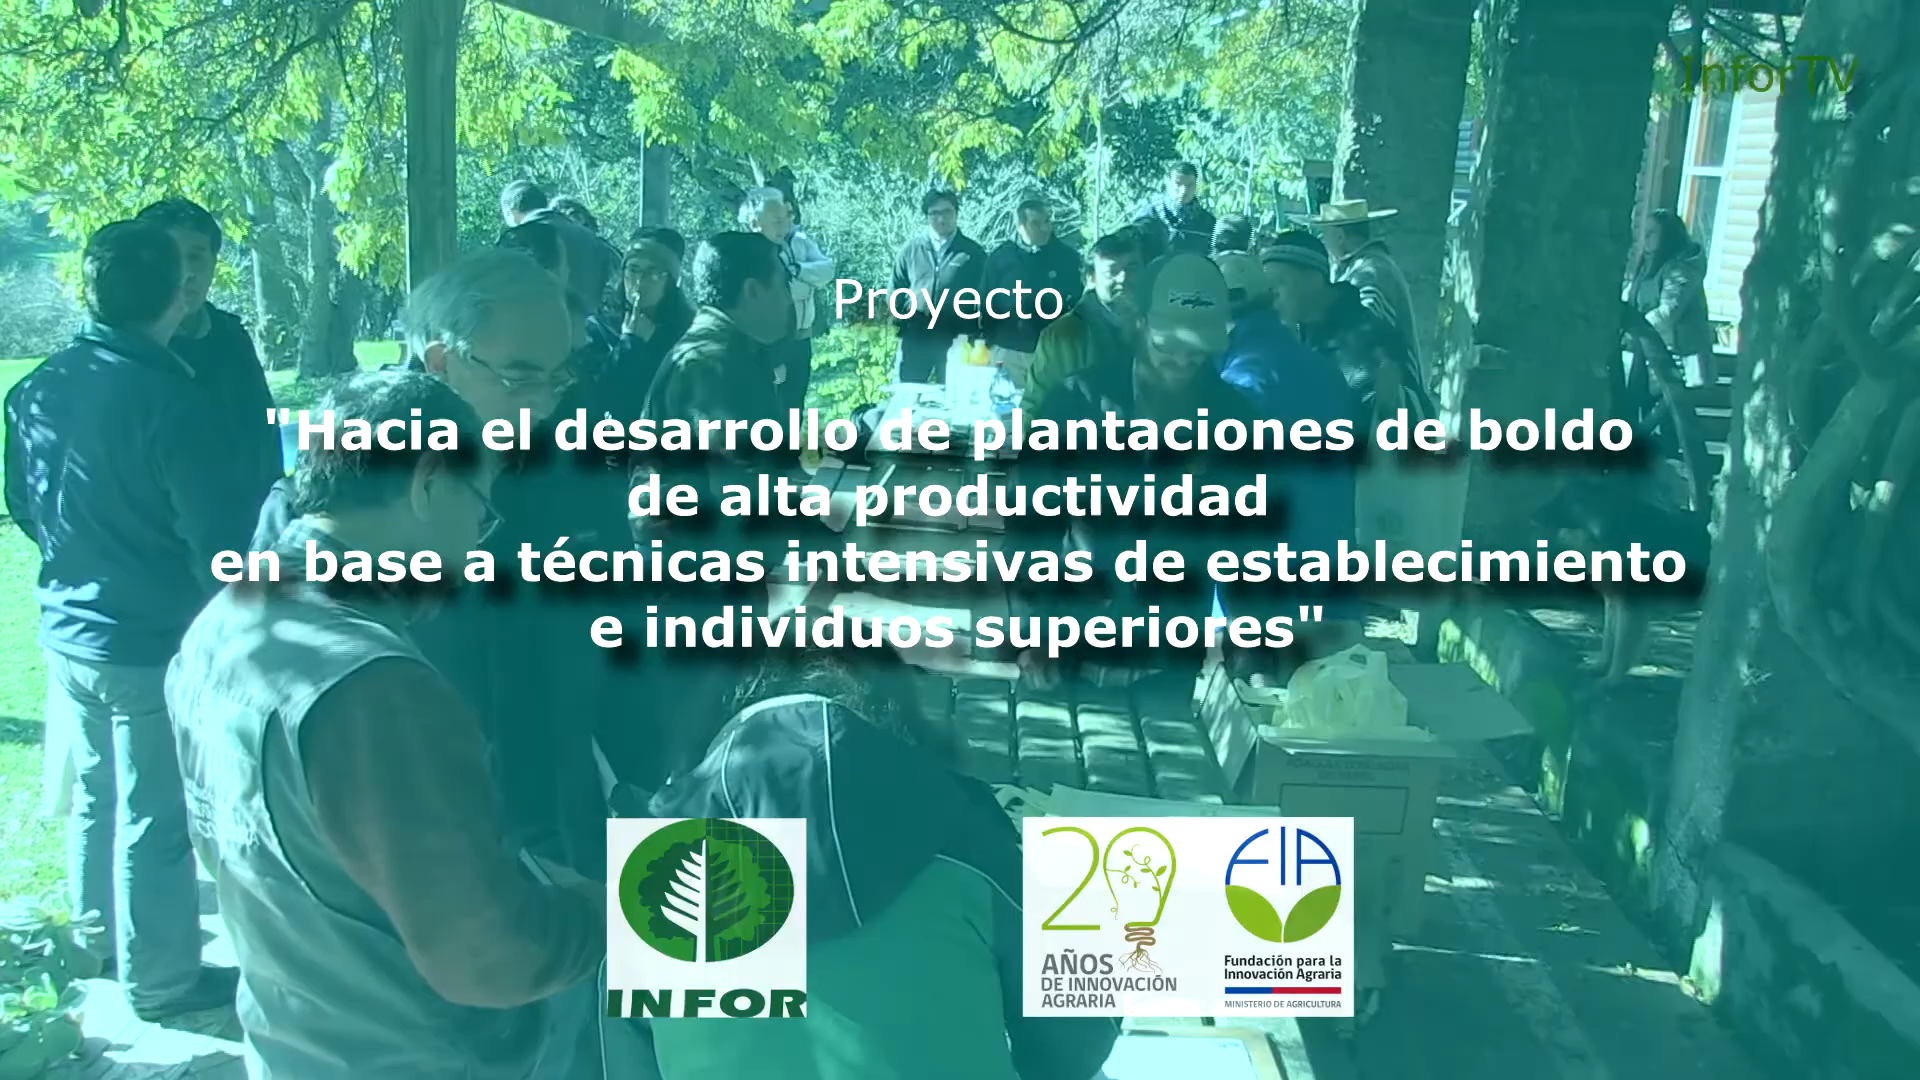 InforTV
Proyecto
"Hacia el desarrollo de plantaciones de boldo
de alta productividad
en base a técnicas intensivas de establecimiento
e individuos superiores"
INFOR
20
AÑOS
DE INNOVACIÓN
AGRARIA
FIA
Fundación para la
Innovación Agraria
MINISTERIO DE AGRICULTURA